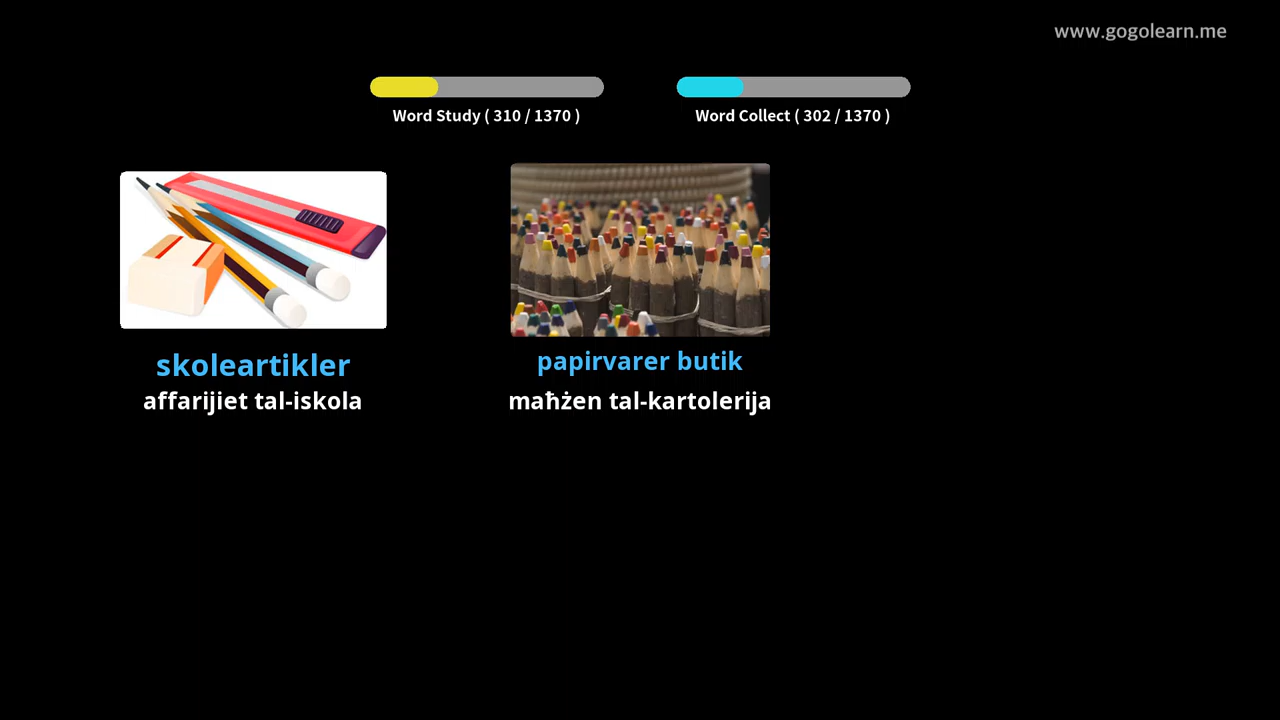 www.gogolearn.me
Word Study ( 310 / 1370 )
Word Collect ( 302 / 1370 )
skoleartikler
affarijiet tal-iskola
papirvarer butik
maħżen tal-kartolerija